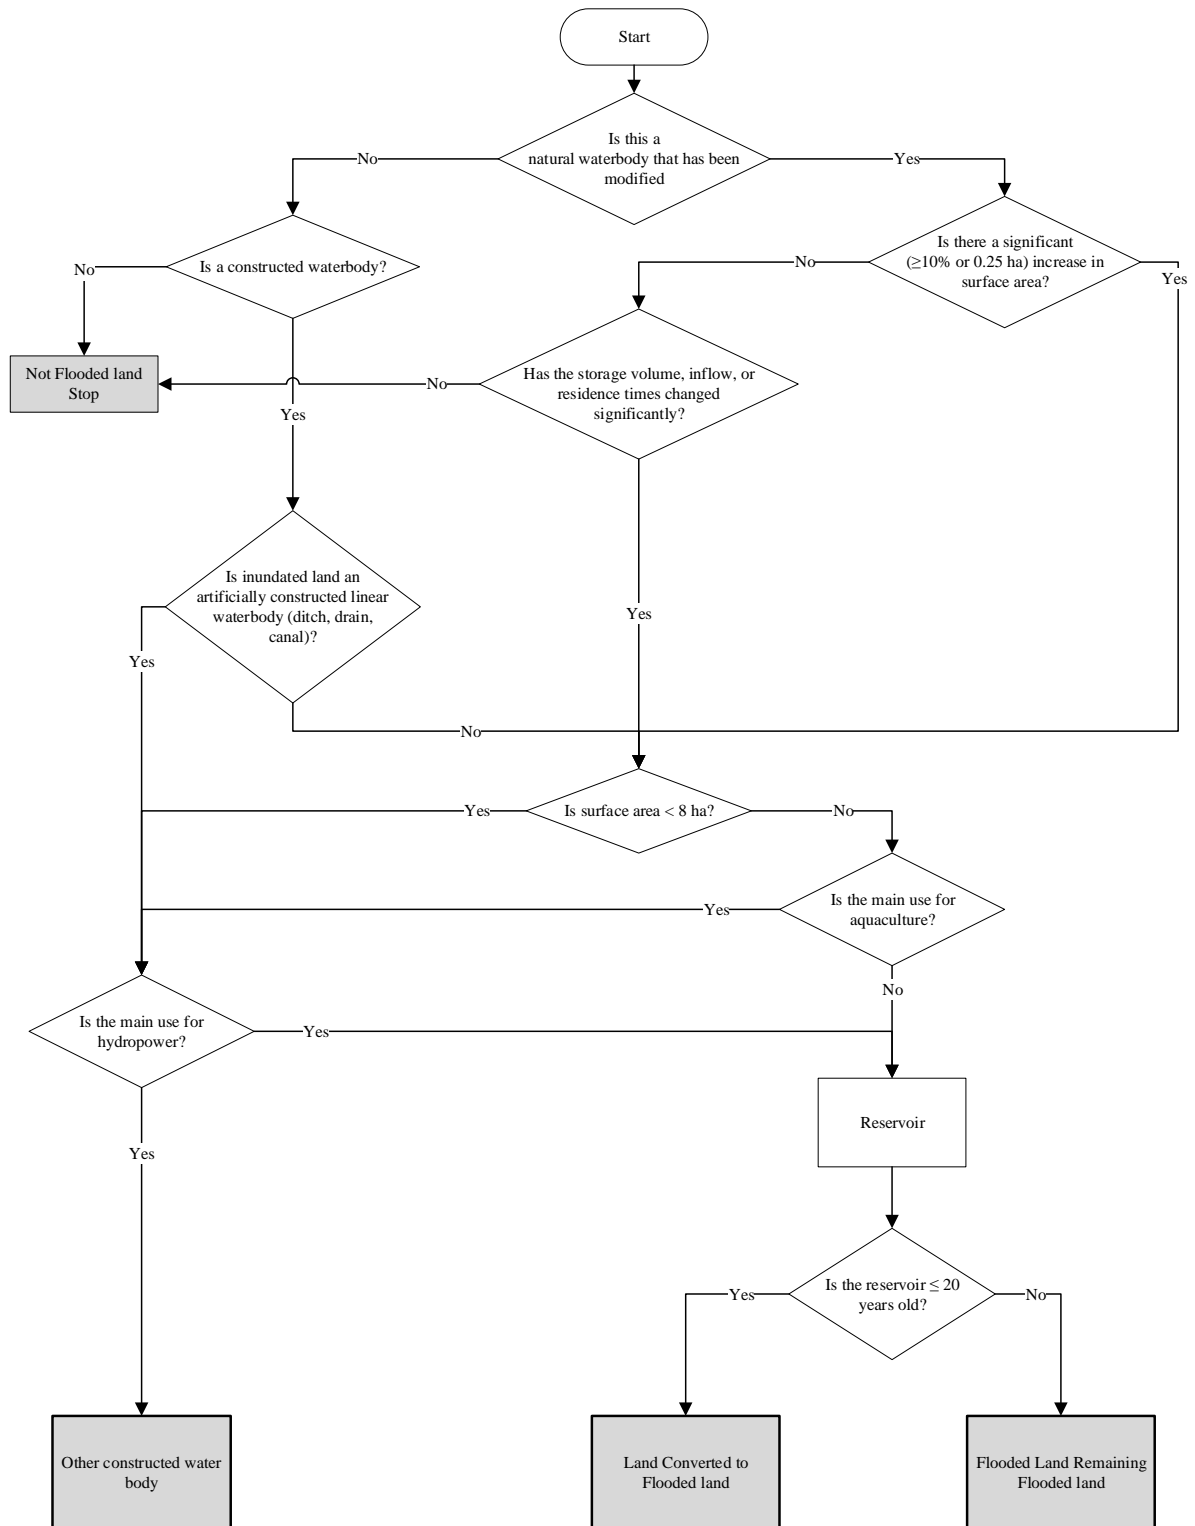 Start
Is this a
natural waterbody that has been
modified
No
Yes
Is a constructed waterbody?
Is there a significant
(≥10% or 0.25 ha) increase in
surface area?
No
No
Yes
Not Flooded land
Stop
Has the storage volume, inflow, or
residence times changed
significantly?
No
Yes
Is inundated land an
artificially constructed linear
waterbody (ditch, drain,
canal)?
Yes
Yes
No
Is surface area < 8 ha?
Yes
No
Is the main use for
aquaculture?
Yes
No
Is the main use for
hydropower?
Yes
Reservoir
Yes
Is the reservoir ≤ 20
years old?
Yes
No
Other constructed water
body
Land Converted to
Flooded land
Flooded Land Remaining
Flooded land